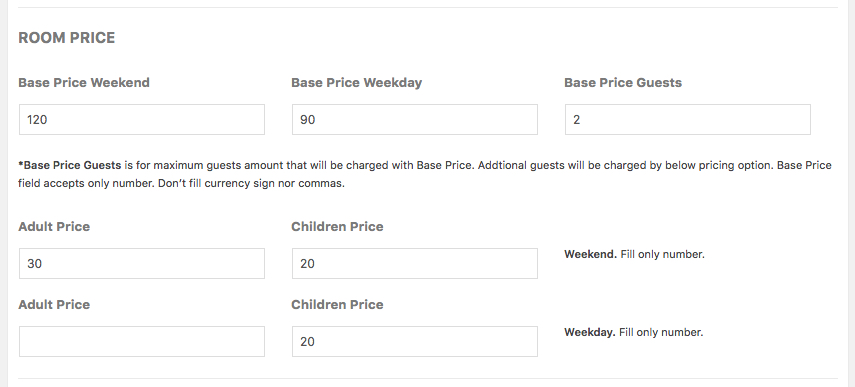 ROOM PRICE
Base Price Weekend Base Price Weekday Base Price Guests
120 90 2
*Base Price Guests is for maximum guests amount that will be charged with Base Price. Addtional guests will be charged by below pricing option. Base Price
field accepts only number. Don't fill currency sign nor commas.
Adult Price Children Price
30 20 Weekend. Fill only number.
Adult Price Children Price
20 Weekday. Fill only number.